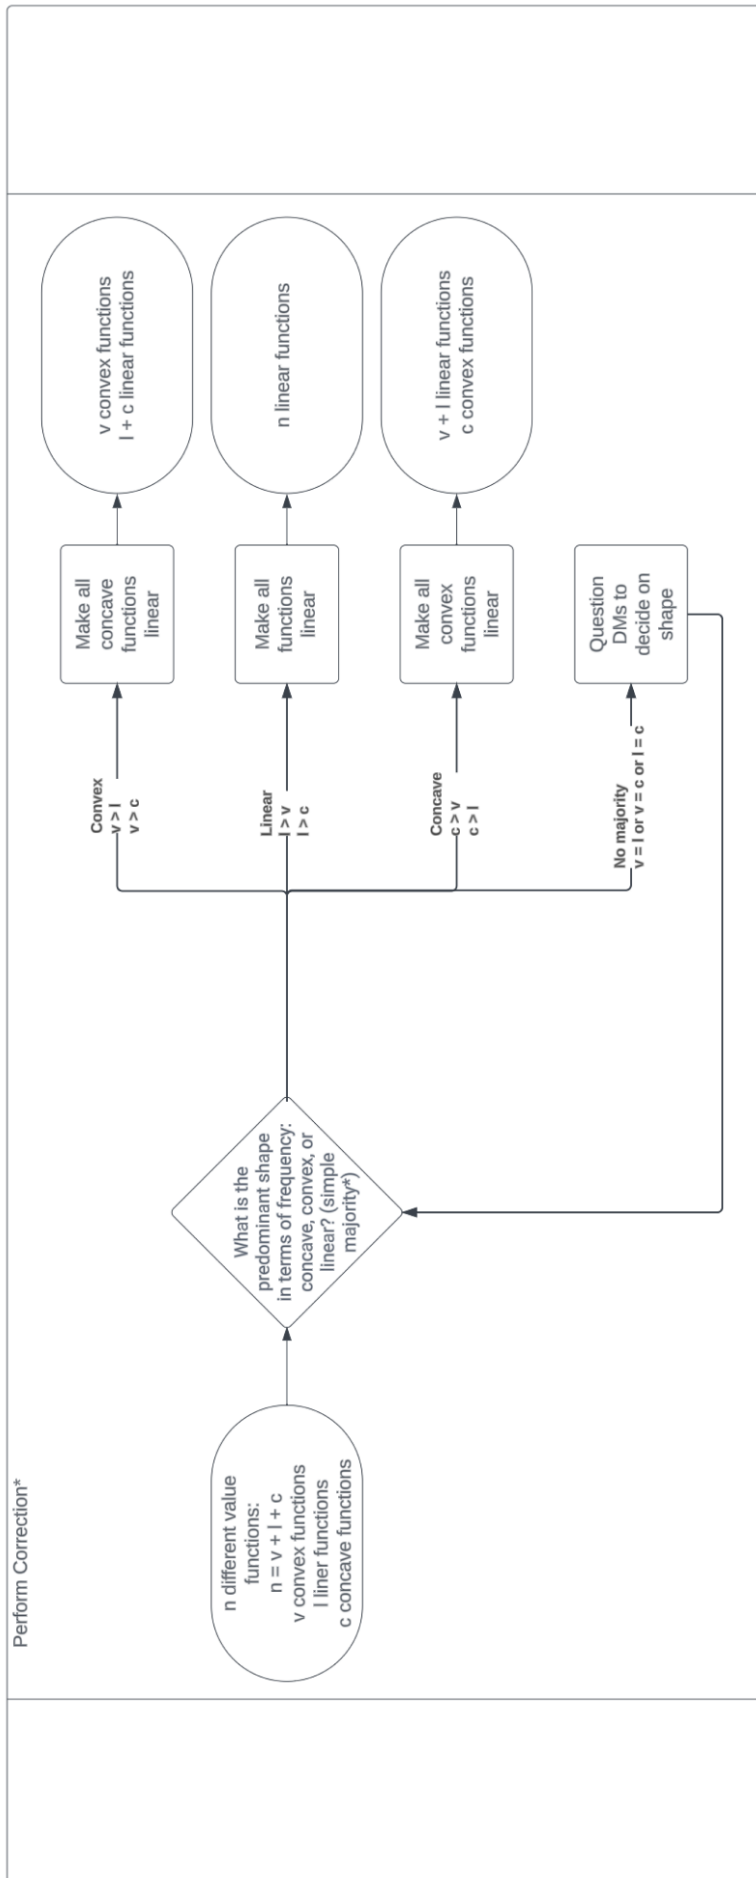 Perform Correction*
n different value
functions:
n = v + l + c
v convex functions
l liner functions
c concave functions
What is the
predominant shape
in terms of frequency:
concave, convex, or
linear? (simple
majority*)
Convex
v > l
v > c
Make all
concave
functions
linear
v convex functions
l + c linear functions
Linear
l > v
l > c
Make all
functions
linear
n linear functions
Concave
c > v
c > l
Make all
convex
functions
linear
v + l linear functions
c convex functions
No majority
v = l or v = c or l = c
Question
DMs to
decide on
shape